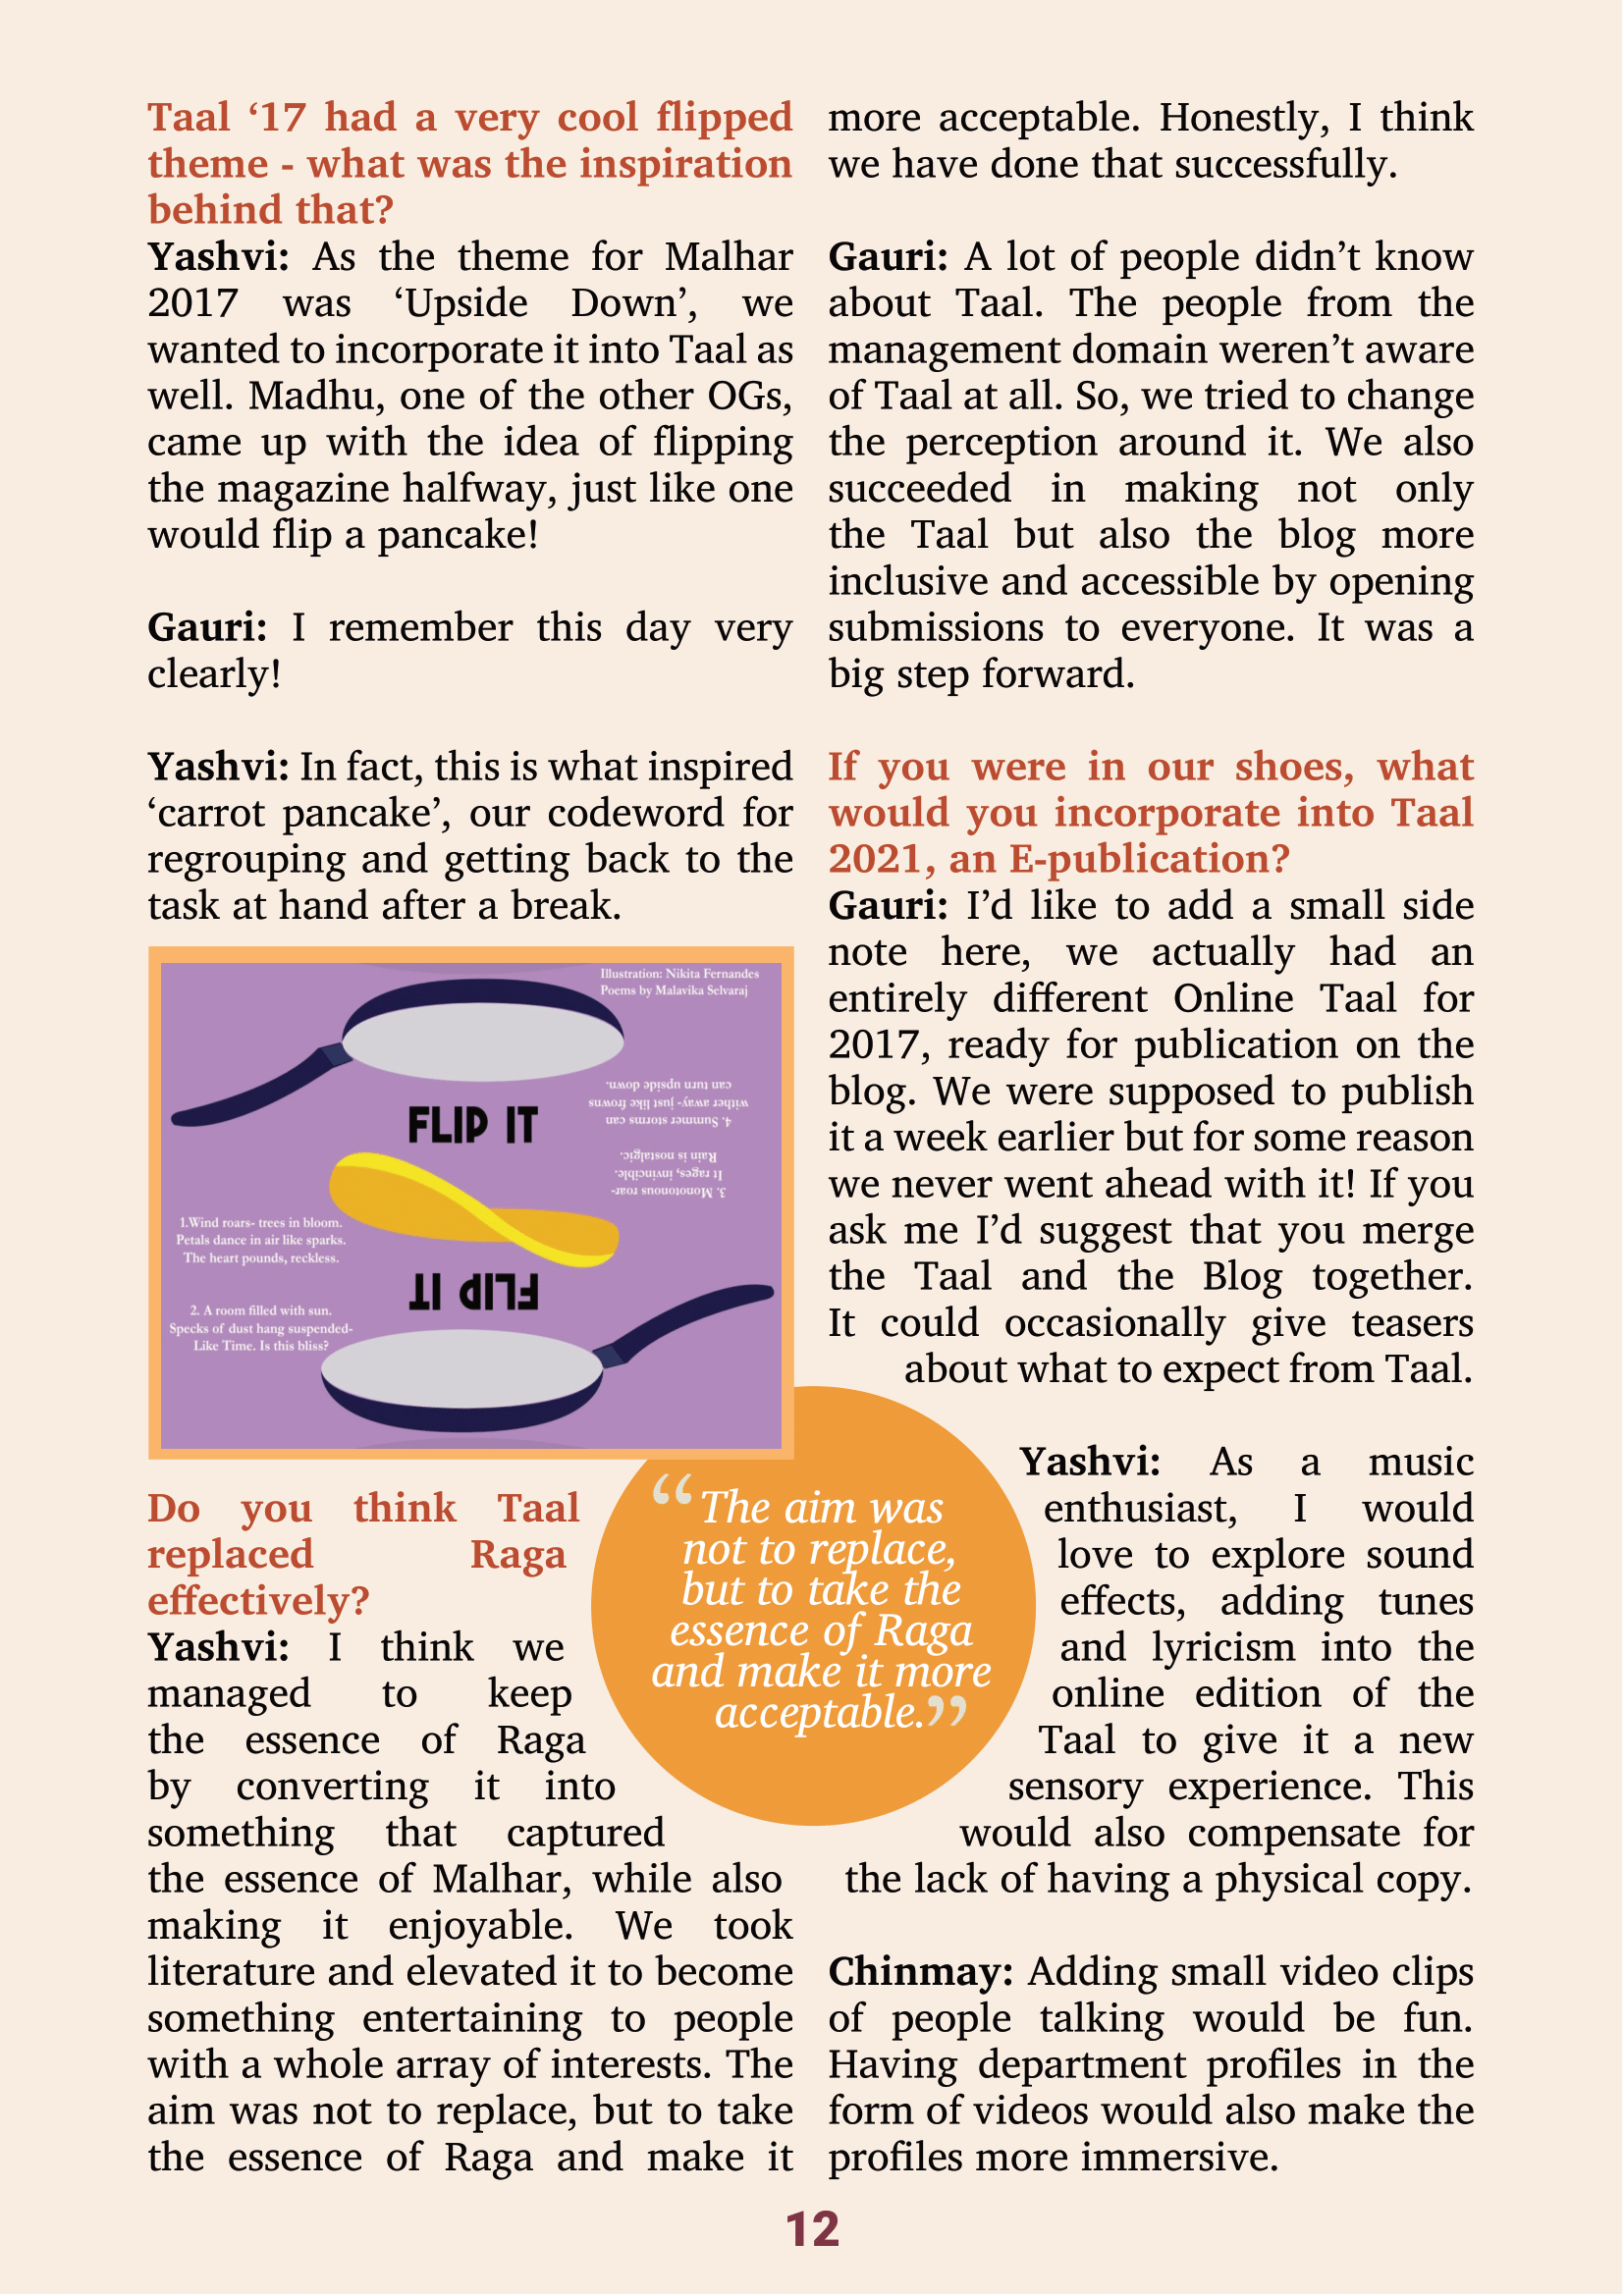 Taal ‘17 had a very cool flipped
theme - what was the inspiration
behind that?
Yashvi: As the theme for Malhar
2017 was ‘Upside Down’, we
wanted to incorporate it into Taal as
well. Madhu, one of the other OGs,
came up with the idea of flipping
the magazine halfway, just like one
would flip a pancake!
Gauri: I remember this day very
clearly!
Yashvi: In fact, this is what inspired
‘carrot pancake’, our codeword for
regrouping and getting back to the
task at hand after a break.
Illustration: Nikita Fernandes
Poems by Malavika Selvaraj
FLIP IT
1.Wind roars- trees in bloom.
Petals dance in air like sparks.
The heart pounds, reckless.
2. A room filled with sun.
Specks of dust hang suspended-
Like Time. Is this bliss?
3. Monotonous roar-
It rages, invincible.
Rain is nostalgic.
4. Summer storms can
wither away- just like frowns
can turn upside down.
FLIP IT
Do you think Taal
replaced Raga
effectively?
Yashvi: I think we
managed to keep
the essence of Raga
by converting it into
something that captured
the essence of Malhar, while also
making it enjoyable. We took
literature and elevated it to become
something entertaining to people
with a whole array of interests. The
aim was not to replace, but to take
the essence of Raga and make it
“The aim was
not to replace,
but to take the
essence of Raga
and make it more
acceptable.”
more acceptable. Honestly, I think
we have done that successfully.
Gauri: A lot of people didn’t know
about Taal. The people from the
management domain weren’t aware
of Taal at all. So, we tried to change
the perception around it. We also
succeeded in making not only
the Taal but also the blog more
inclusive and accessible by opening
submissions to everyone. It was a
big step forward.
If you were in our shoes, what
would you incorporate into Taal
2021, an E-publication?
Gauri: I’d like to add a small side
note here, we actually had an
entirely different Online Taal for
2017, ready for publication on the
blog. We were supposed to publish
it a week earlier but for some reason
we never went ahead with it! If you
ask me I’d suggest that you merge
the Taal and the Blog together.
It could occasionally give teasers
about what to expect from Taal.
Yashvi: As a music
enthusiast, I would
love to explore sound
effects, adding tunes
and lyricism into the
online edition of the
Taal to give it a new
sensory experience. This
would also compensate for
the lack of having a physical copy.
Chinmay: Adding small video clips
of people talking would be fun.
Having department profiles in the
form of videos would also make the
profiles more immersive.
12